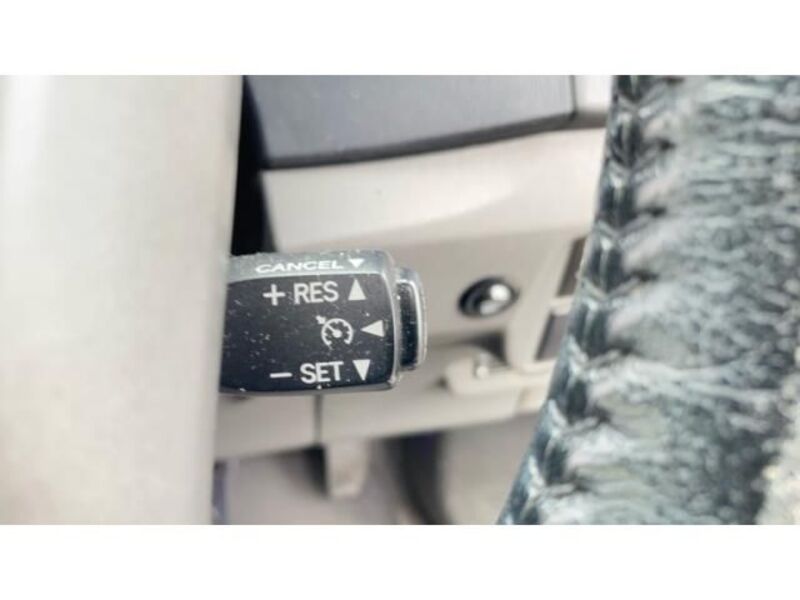 CANCEL ▼
+ RES ▲
◀
− SET ▼